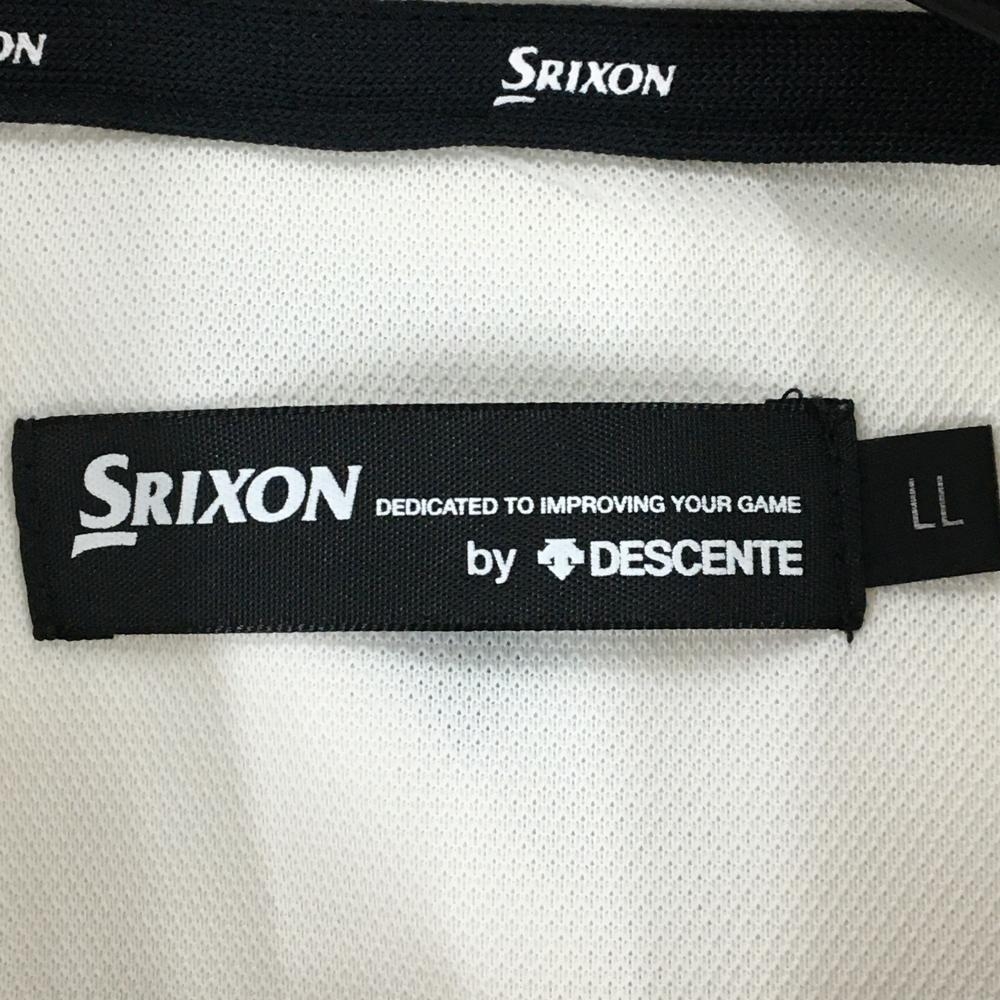 ON
SRIXON
SRIXON DEDICATED TO IMPROVING YOUR GAME
by DESCENTE
LL